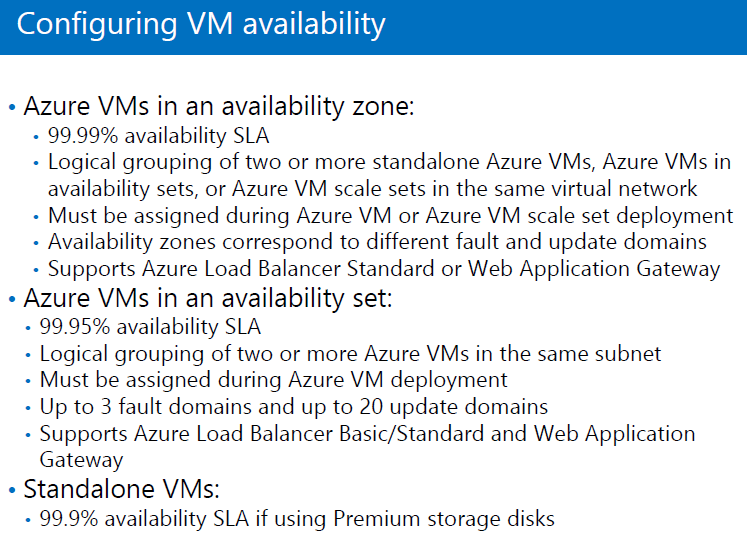 Configuring VM availability
• Azure VMs in an availability zone:
• 99.99% availability SLA
• Logical grouping of two or more standalone Azure VMs, Azure VMs in
availability sets, or Azure VM scale sets in the same virtual network
• Must be assigned during Azure VM or Azure VM scale set deployment
• Availability zones correspond to different fault and update domains
• Supports Azure Load Balancer Standard or Web Application Gateway
• Azure VMs in an availability set:
• 99.95% availability SLA
• Logical grouping of two or more Azure VMs in the same subnet
• Must be assigned during Azure VM deployment
• Up to 3 fault domains and up to 20 update domains
• Supports Azure Load Balancer Basic/Standard and Web Application
Gateway
• Standalone VMs:
• 99.9% availability SLA if using Premium storage disks